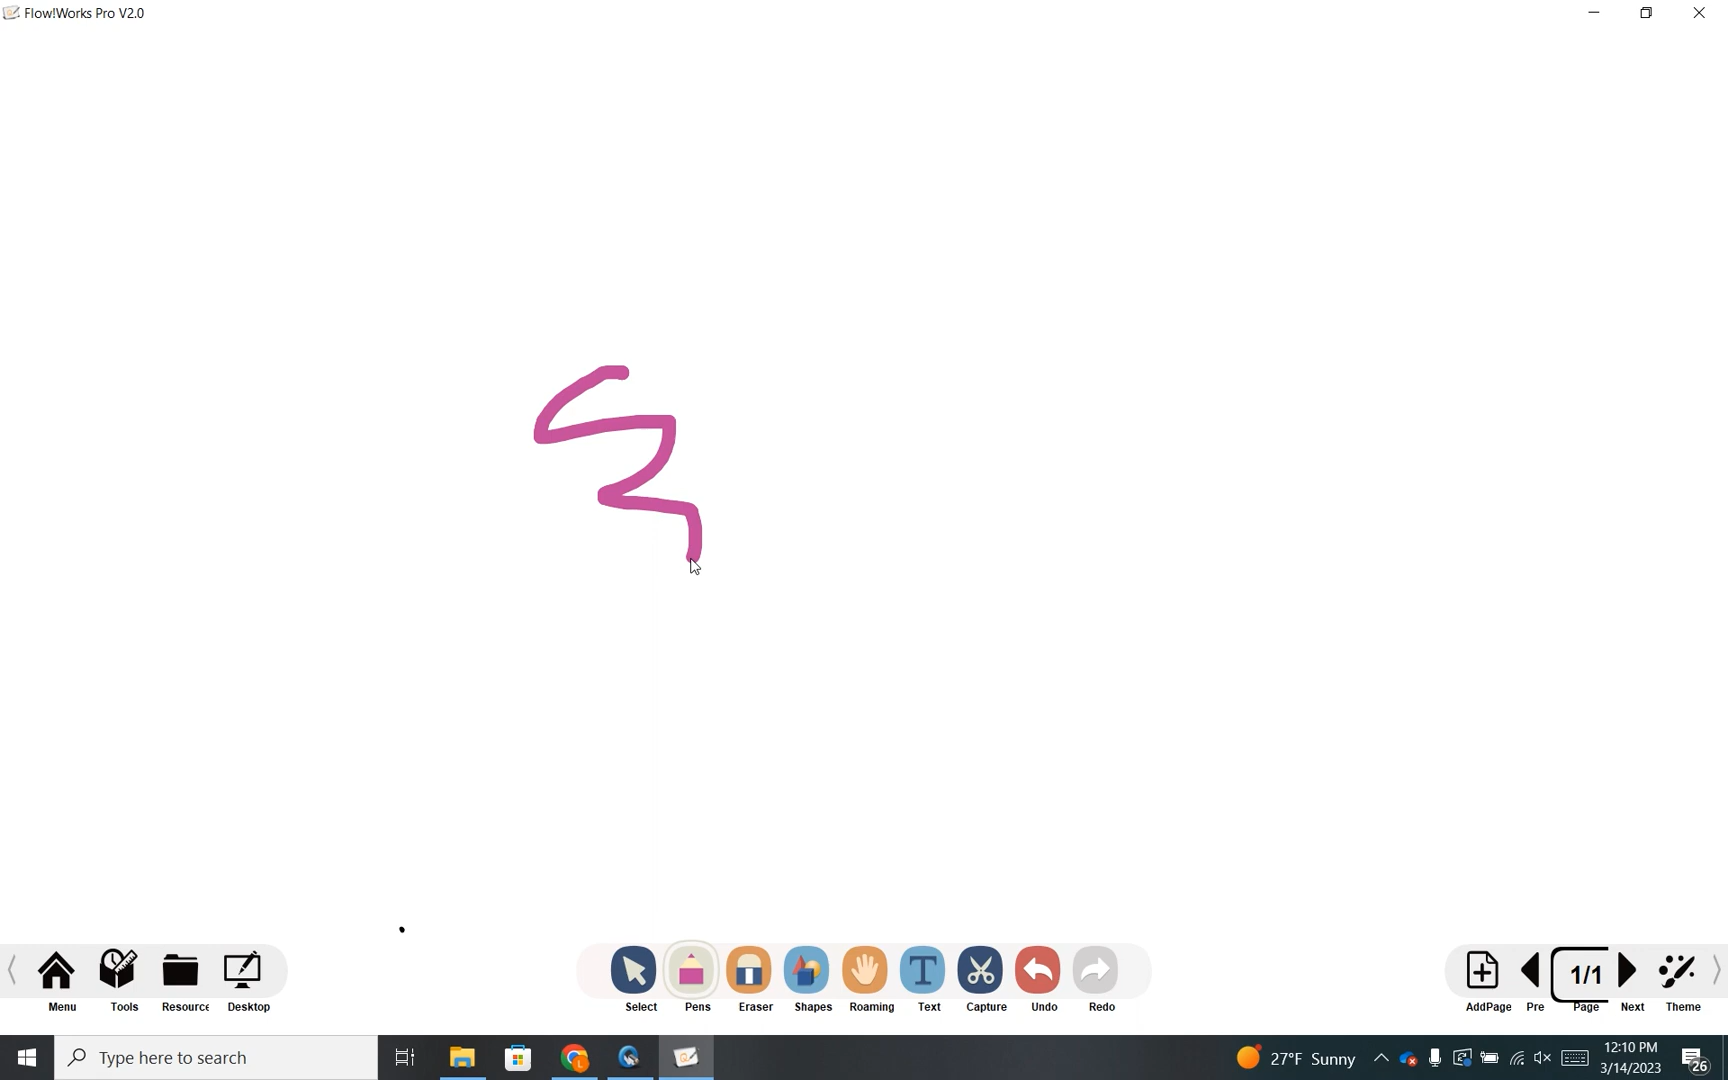 Flow!Works Pro V2.0
Menu Tools Resource Desktop
Select Pens Eraser Shapes Roaming Text Capture Undo Redo
1/1
AddPage Pre Page Next Theme
Type here to search
27°F Sunny
12:10 PM
3/14/2023
26